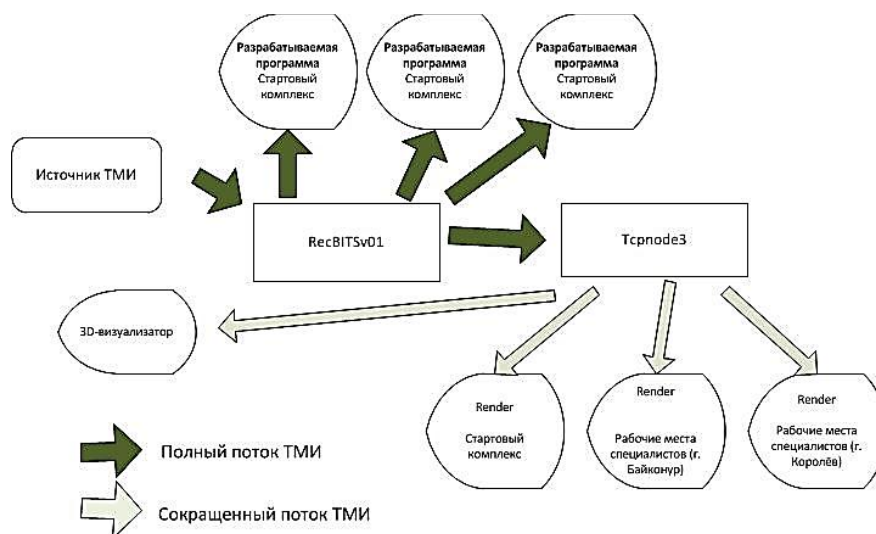 Разрабатываемая
программа
Стартовый
комплекс
Разрабатываемая
программа
Стартовый
комплекс
Разрабатываемая
программа
Стартовый
комплекс
Источник ТМИ
RecBITSv01
Tcpnode3
3D-визуализатор
Render
Стартовый
комплекс
Render
Рабочие места
специалистов (г.
Байконур)
Render
Рабочие места
специалистов (г.
Королёв)
Полный поток ТМИ
Сокращенный поток ТМИ